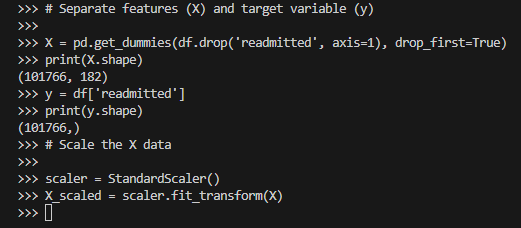 >>> # Separate features (X) and target variable (y)
>>>
>>> X = pd.get_dummies(df.drop('readmitted', axis=1), drop_first=True)
>>> print(X.shape)
(101766, 182)
>>> y = df['readmitted']
>>> print(y.shape)
(101766,)
>>> # Scale the X data
>>>
>>> scaler = StandardScaler()
>>> X_scaled = scaler.fit_transform(X)
>>>